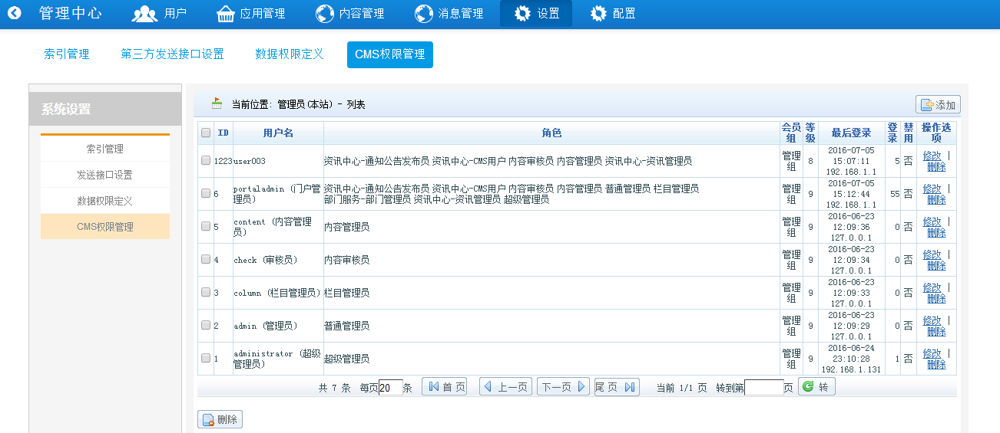 管理中心 用户 应用管理 内容管理 消息管理 设置 配置
索引管理 第三方发送接口设置 数据权限定义 CMS权限管理
系统设置
索引管理
发送接口设置
数据权限定义
CMS权限管理
当前位置: 管理员(本站) - 列表 添加
ID 用户名 角色 会员组 等级 最后登录 登录 禁用 操作选项
1223 user003 资讯中心-通知公告发布员 资讯中心-CMS用户 内容审核员 内容管理员 资讯中心-资讯管理员 管理组 8 2016-07-05 15:07:11 192.168.1.1 5 否 修改 | 删除
6 portaladmin (门户管理员) 资讯中心-通知公告发布员 资讯中心-CMS用户 内容审核员 内容管理员 普通管理员 栏目管理员 部门服务-部门管理员 资讯中心-资讯管理员 超级管理员 管理组 9 2016-07-05 15:12:44 192.168.1.1 55 否 修改 | 删除
5 content (内容管理员) 内容管理员 管理组 9 2016-06-23 12:09:36 127.0.0.1 0 否 修改 | 删除
4 check (审核员) 内容审核员 管理组 9 2016-06-23 12:09:34 127.0.0.1 0 否 修改 | 删除
3 column (栏目管理员) 栏目管理员 管理组 9 2016-06-23 12:09:33 127.0.0.1 0 否 修改 | 删除
2 admin (管理员) 普通管理员 管理组 9 2016-06-23 12:09:29 127.0.0.1 0 否 修改 | 删除
1 administrator (超级管理员) 超级管理员 管理组 9 2016-06-24 23:10:28 192.168.1.131 1 否 修改 | 删除
共 7 条 每页20条 首 页 上一页 下一页 尾 页 当前 1/1 页 转到第 页 转
删除